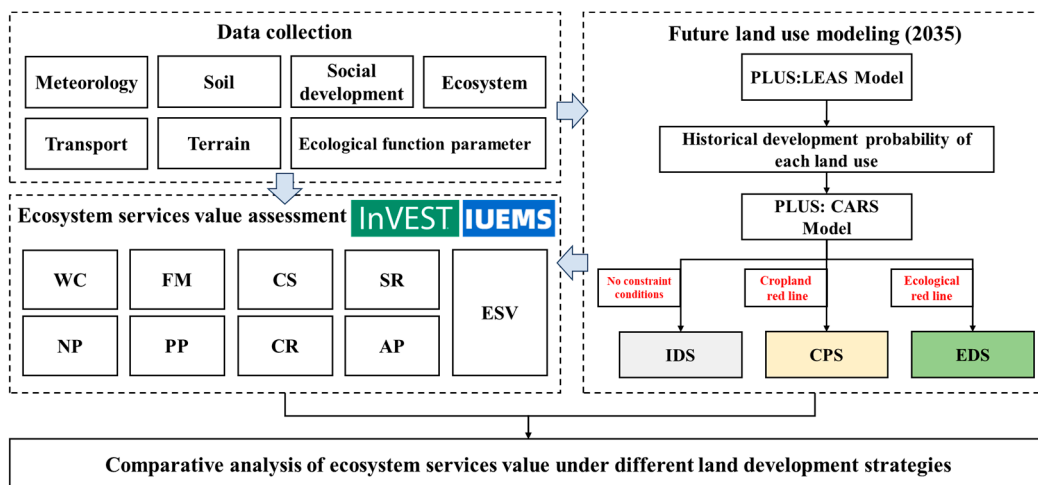 Data collection
Meteorology
Soil
Social
development
Ecosystem
Transport
Terrain
Ecological function parameter
Ecosystem services value assessment
InVEST
IUEMS
WC
FM
CS
SR
ESV
NP
PP
CR
AP
Future land use modeling (2035)
PLUS:LEAS Model
Historical development probability of
each land use
PLUS: CARS
Model
No constraint
conditions
Cropland
red line
Ecological
red line
IDS
CPS
EDS
Comparative analysis of ecosystem services value under different land development strategies